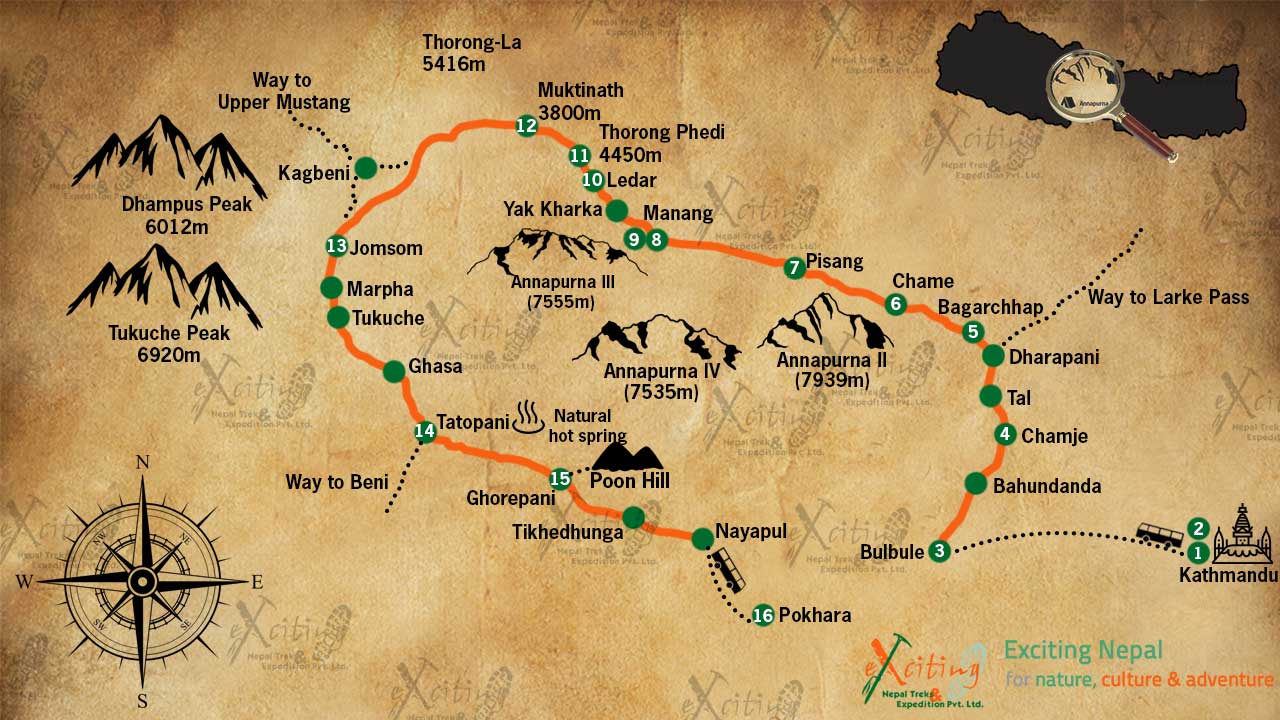 Thorong-La
5416m
Way to
Upper Mustang
Muktinath
3800m
12
Thorong Phedi
4450m
11
10
Ledar
Kagbeni
Yak Kharka
Manang
9
8
Dhampus Peak
6012m
13
Jomsom
Annapurna III
(7555m)
7
Pisang
Chame
6
Bagarchhap
5
Way to Larke Pass
Annapurna
Marpha
Tukuche
Tukuche Peak
6920m
Annapurna IV
(7535m)
Annapurna II
(7939m)
Dharapani
Tal
Ghasa
14
Tatopani
Natural
hot spring
4
Chamje
Way to Beni
15
Poon Hill
Ghorepani
Bahundanda
Tikhedhunga
Nayapul
Bulbule
3
2
1
Kathmandu
16
Pokhara
N
NW
NE
W
E
SW
SE
S
eXciting
Nepal Treks
&
Expedition Pvt. Ltd.
Exciting Nepal
for nature, culture & adventure